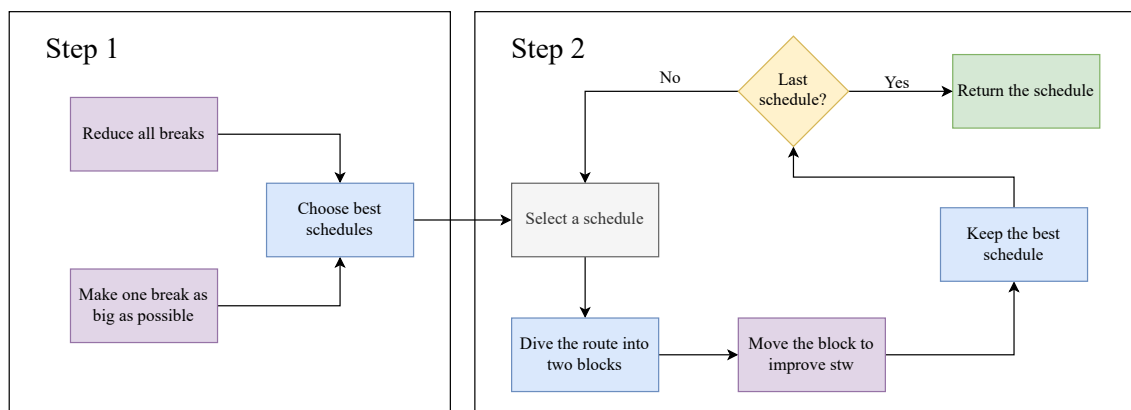 Step 1
Reduce all breaks
Choose best
schedules
Make one break as
big as possible
Step 2
Last
schedule?
No
Yes
Return the schedule
Select a schedule
Keep the best
schedule
Dive the route into
two blocks
Move the block to
improve stw